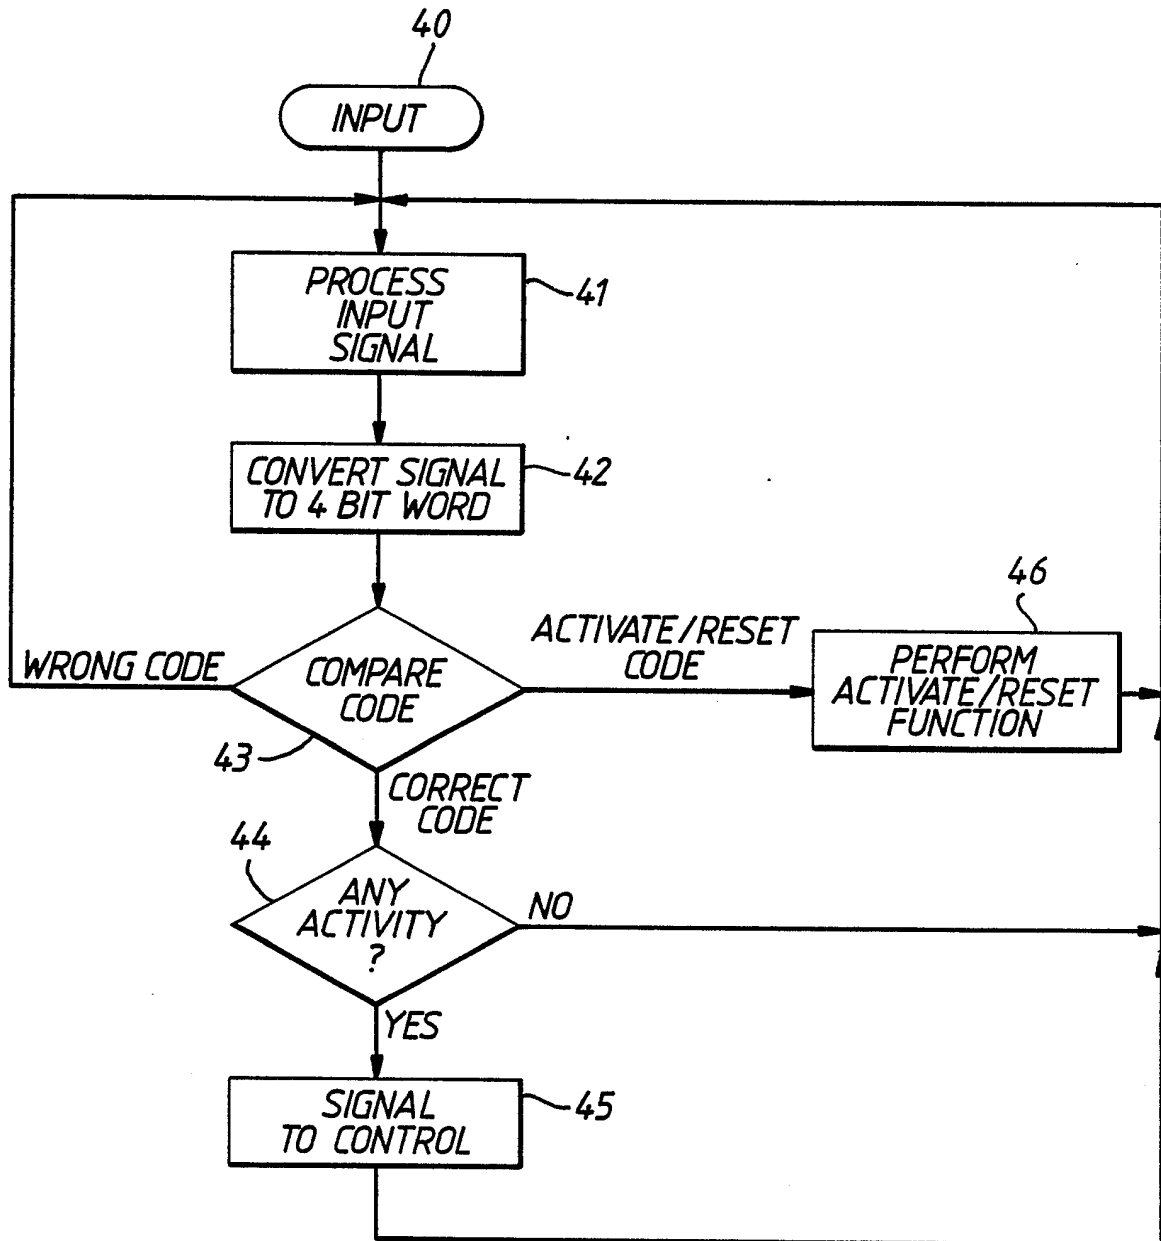 40
INPUT
PROCESS
INPUT
SIGNAL
41
CONVERT SIGNAL
TO 4 BIT WORD
42
WRONG CODE
COMPARE
CODE
43
ACTIVATE/RESET
CODE
46
PERFORM
ACTIVATE/RESET
FUNCTION
CORRECT
CODE
44
ANY
ACTIVITY
?
NO
YES
SIGNAL
TO CONTROL
45